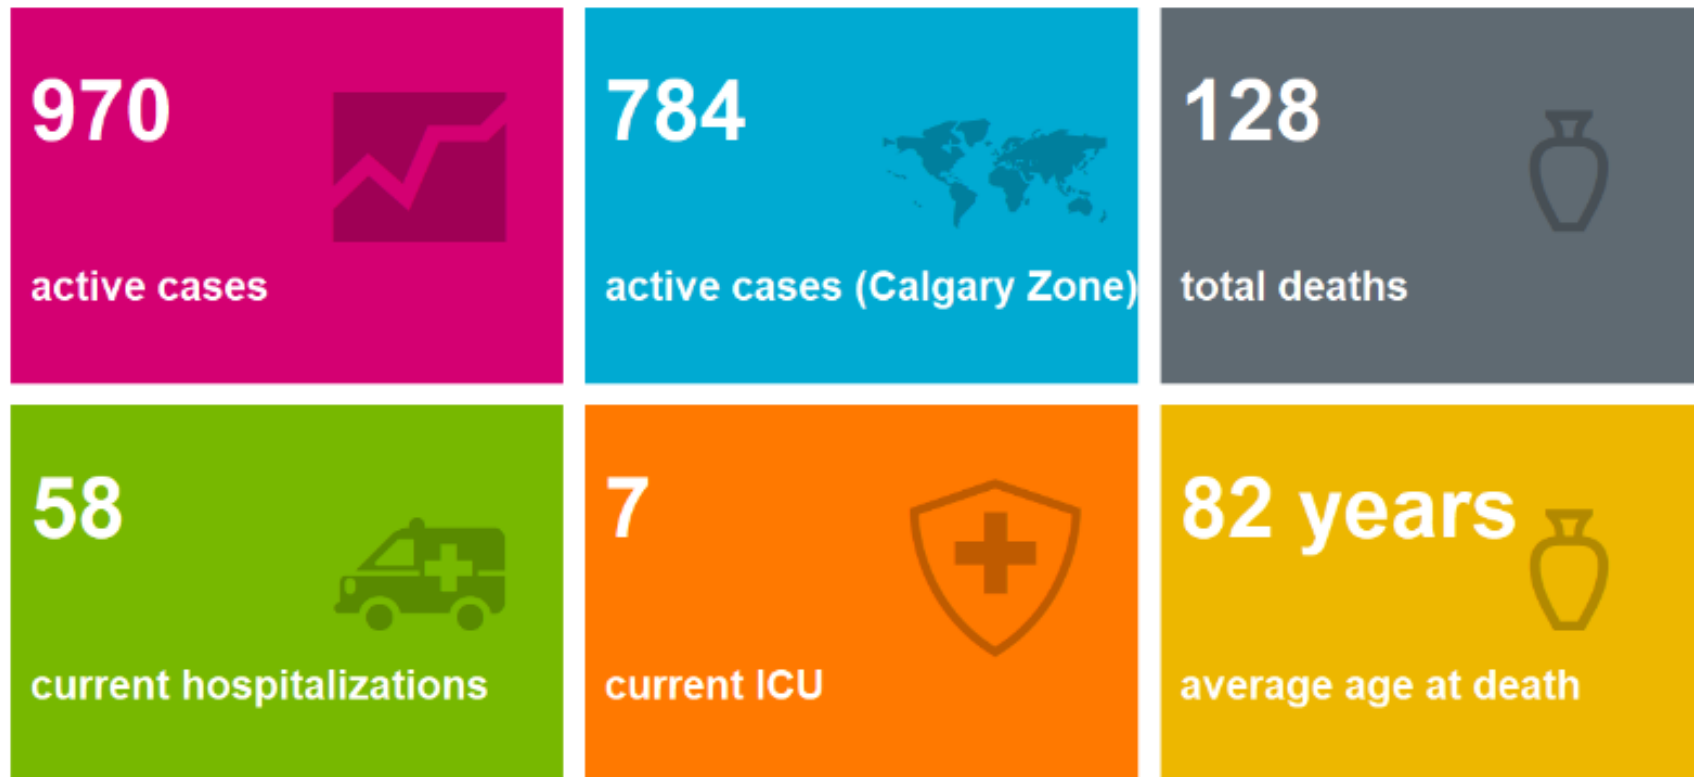 970
active cases
784
active cases (Calgary Zone)
128
total deaths
58
current hospitalizations
7
current ICU
82 years
average age at death